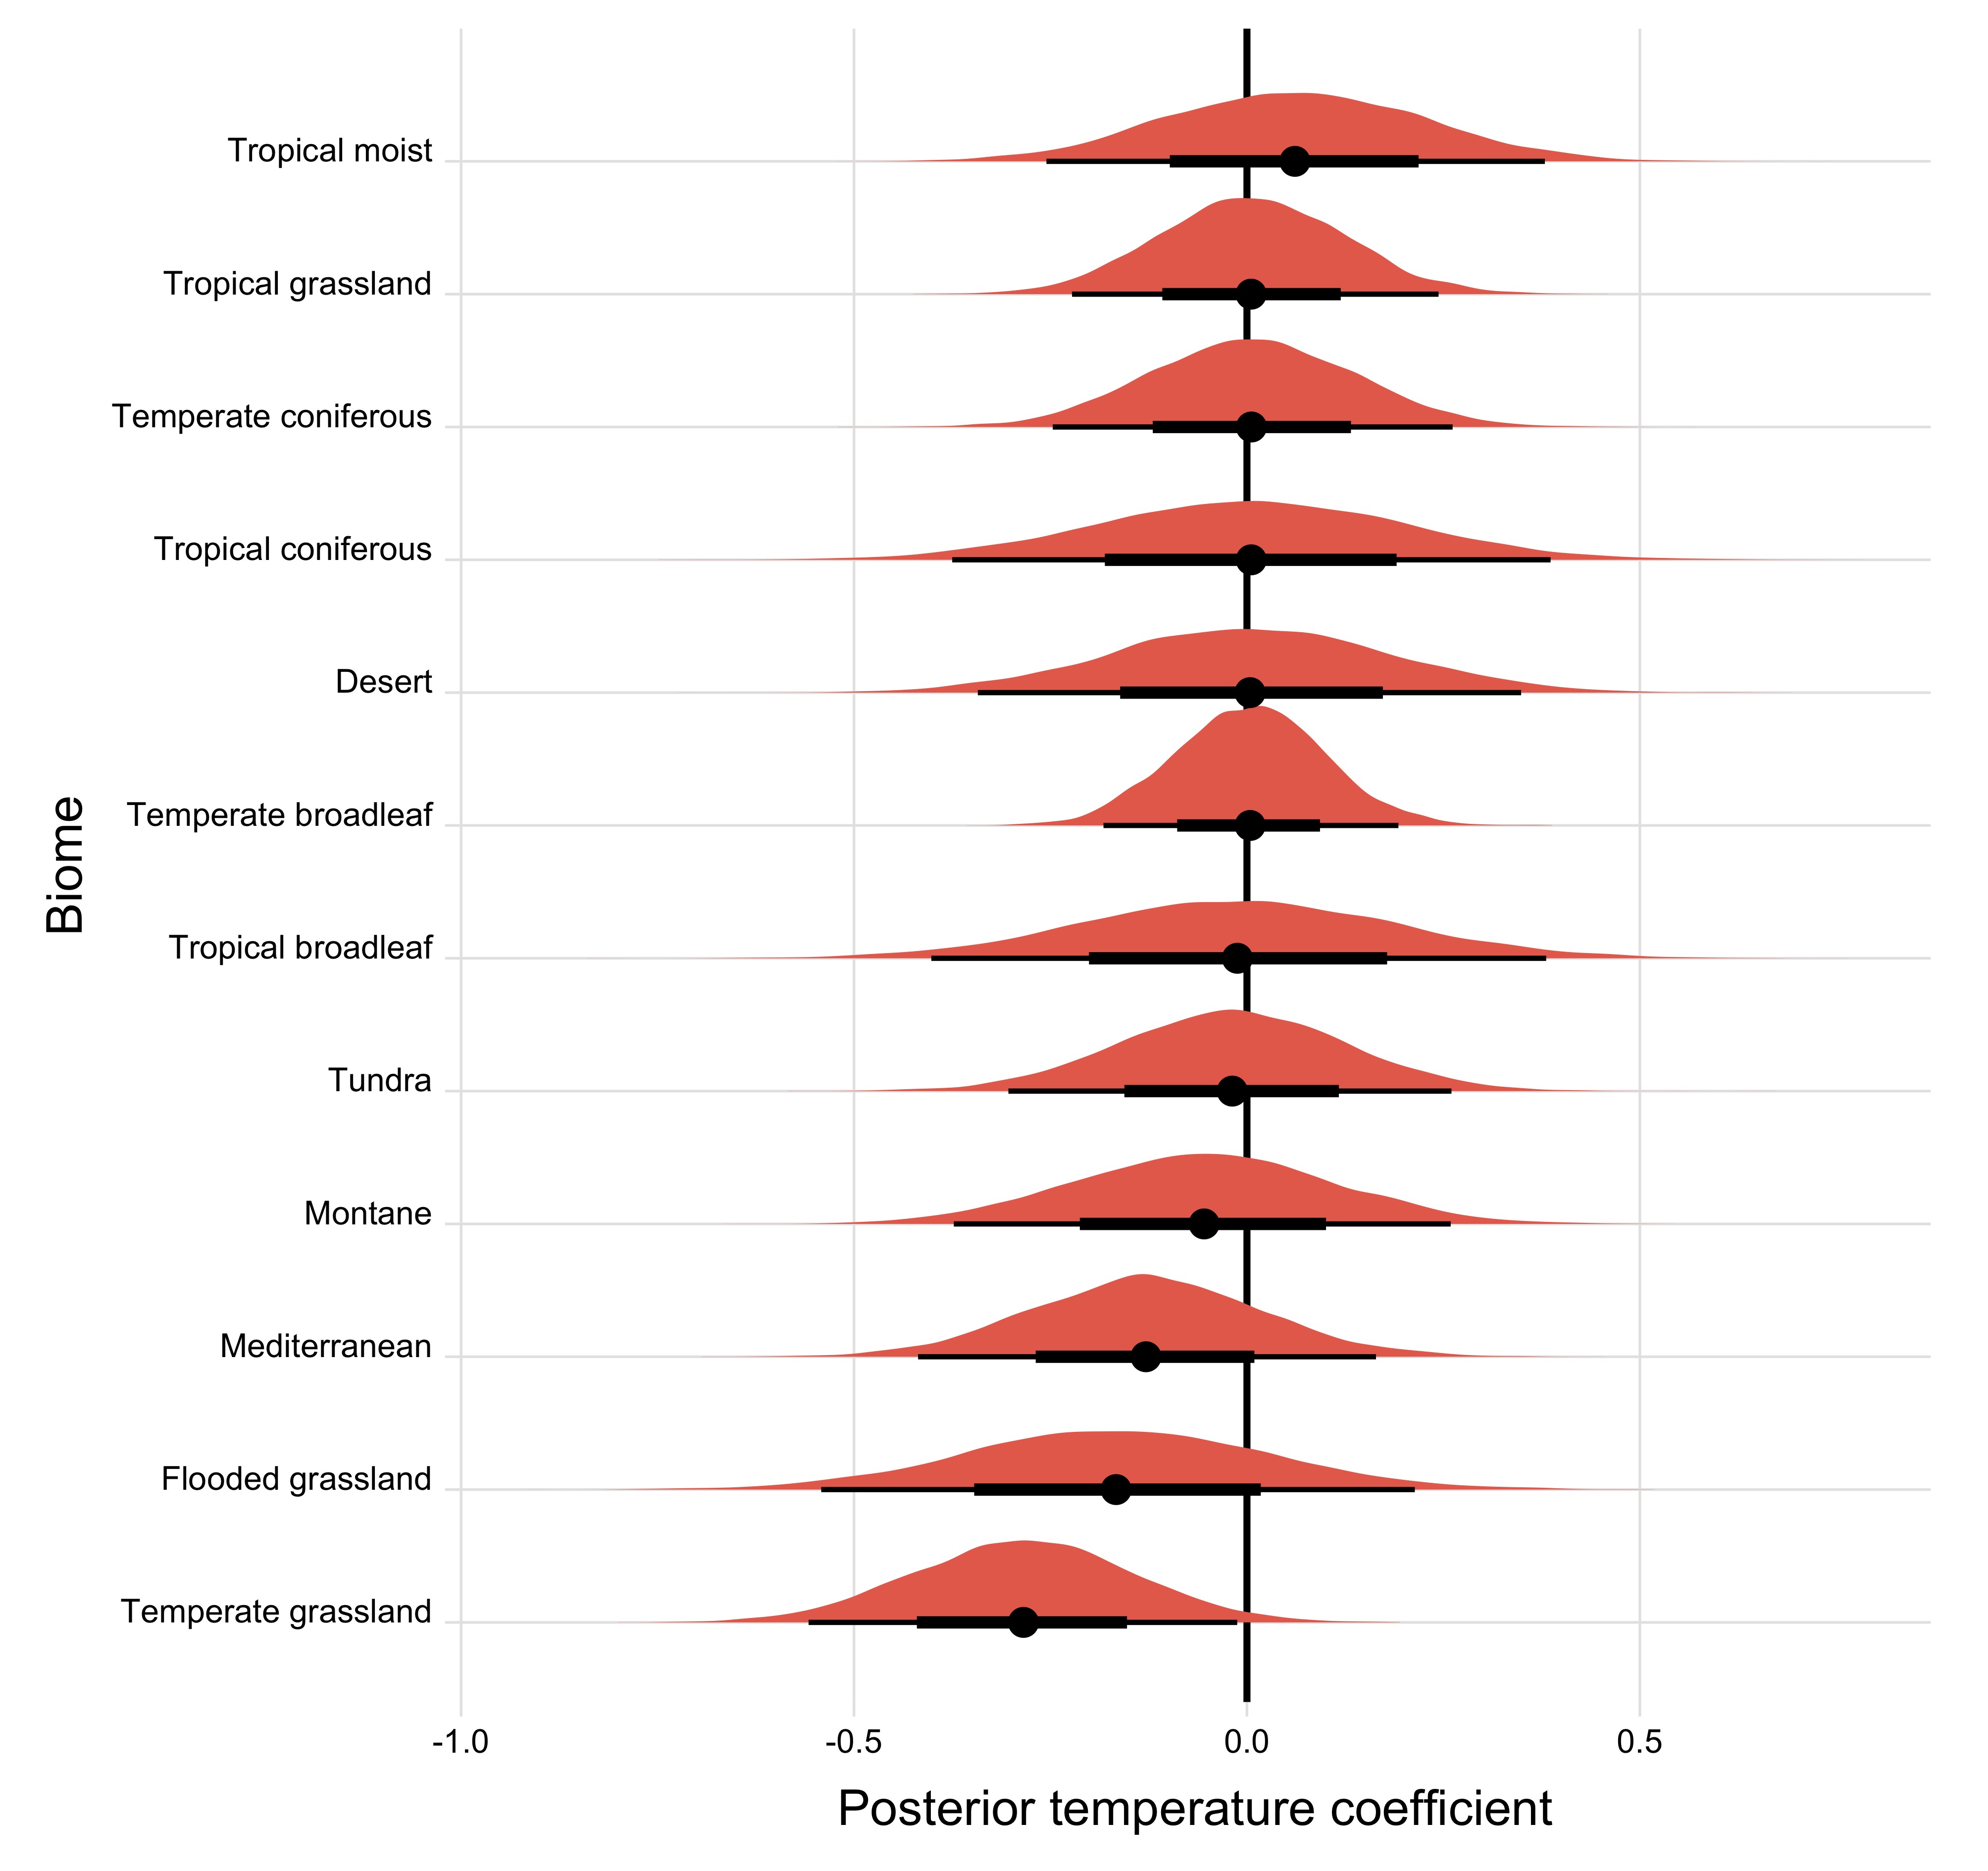 Tropical moist
Tropical grassland
Temperate coniferous
Tropical coniferous
Desert
Temperate broadleaf
Tropical broadleaf
Tundra
Montane
Mediterranean
Flooded grassland
Temperate grassland
Biome
-1.0 -0.5 0.0 0.5
Posterior temperature coefficient